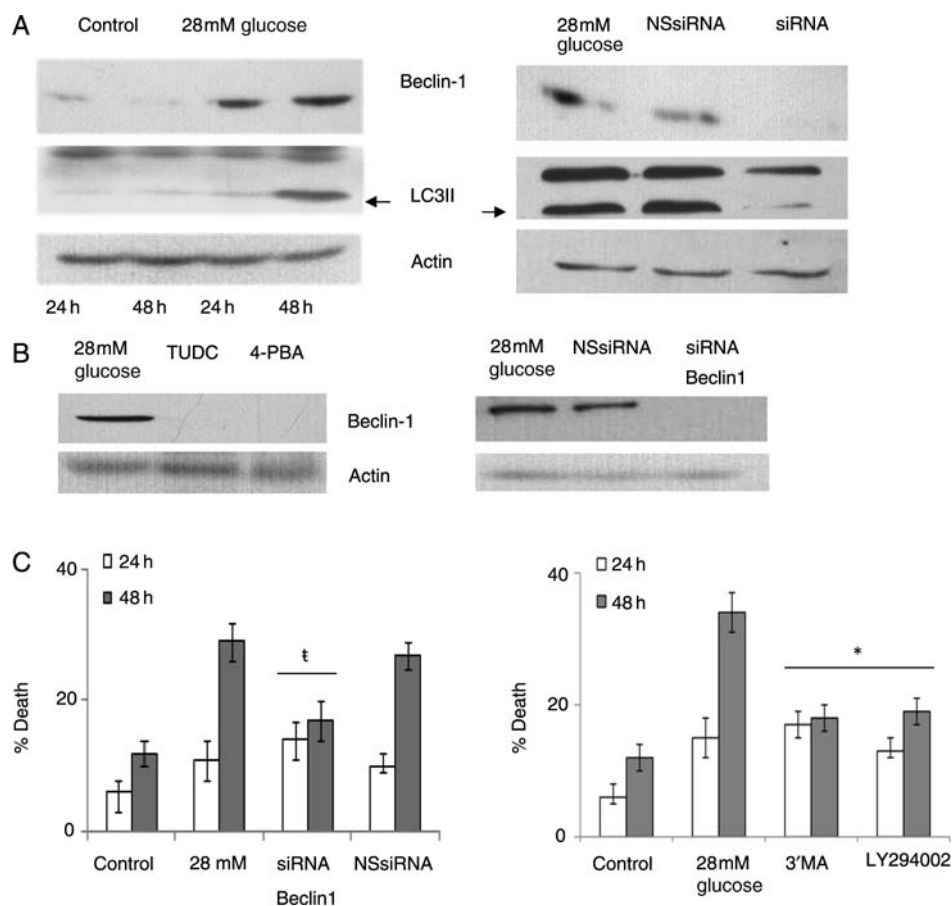 A
Control 28mM glucose
28mM glucose NSsiRNA siRNA
Beclin-1
LC3II
Actin
24 h 48 h 24 h 48 h
B
28mM glucose TUDC 4-PBA
28mM glucose NSsiRNA siRNA Beclin1
Beclin-1
Actin
C
40
20
0
% Death
24 h
48 h
ŧ
Control 28 mM siRNA NSsiRNA
Beclin1
40
20
0
% Death
24 h
48 h
*
Control 28mM glucose 3′MA LY294002